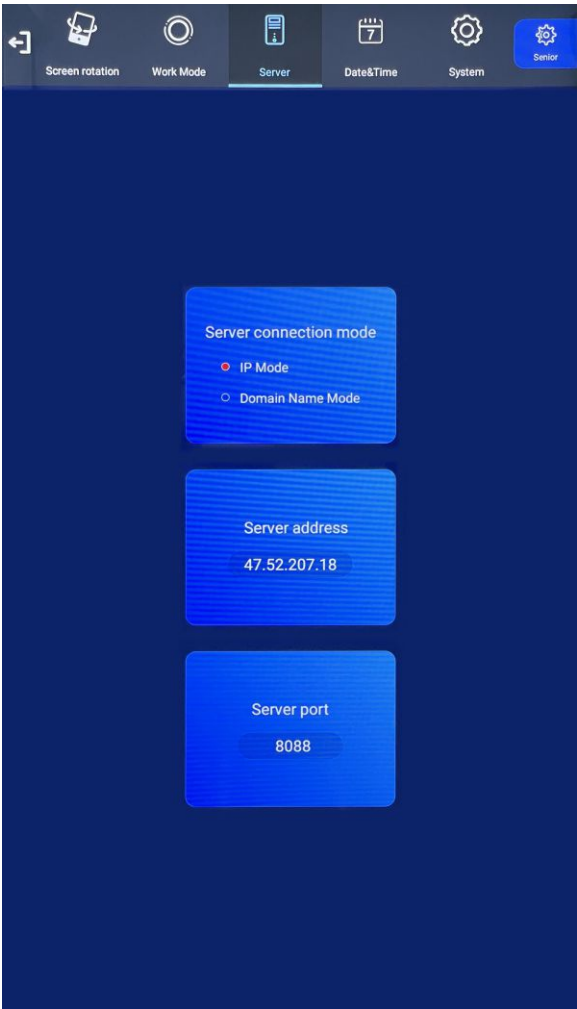 Screen rotation
Work Mode
7
Server
Date&Time
System
Senior
Server connection mode
IP Mode
Domain Name Mode
Server address
47.52.207.18
Server port
8088